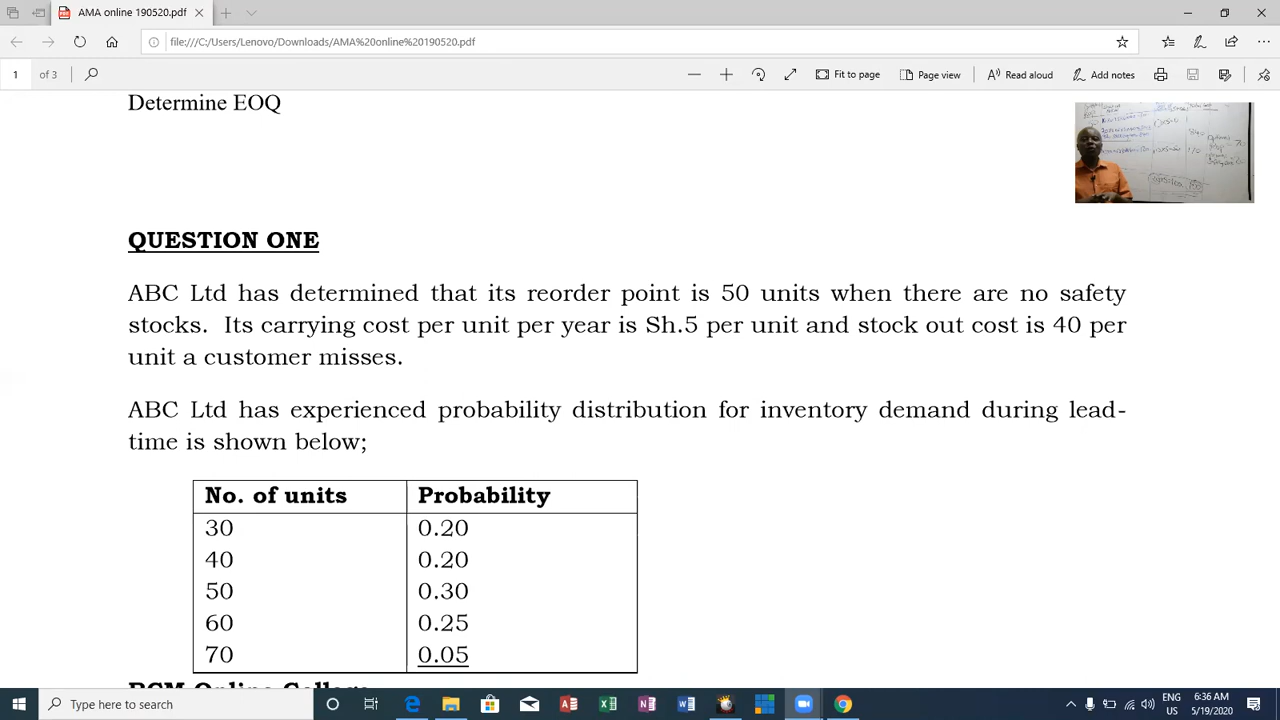 AMA online 190520.pdf
file:///C:/Users/Lenovo/Downloads/AMA%20online%20190520.pdf
1 of 3
Fit to page
Page view
Read aloud
Add notes
Determine EOQ
QUESTION ONE
ABC Ltd has determined that its reorder point is 50 units when there are no safety
stocks. Its carrying cost per unit per year is Sh.5 per unit and stock out cost is 40 per
unit a customer misses.
ABC Ltd has experienced probability distribution for inventory demand during lead-
time is shown below;
No. of units Probability
30 0.20
40 0.20
50 0.30
60 0.25
70 0.05
BCM Online College
Type here to search
ENG
US
6:36 AM
5/19/2020